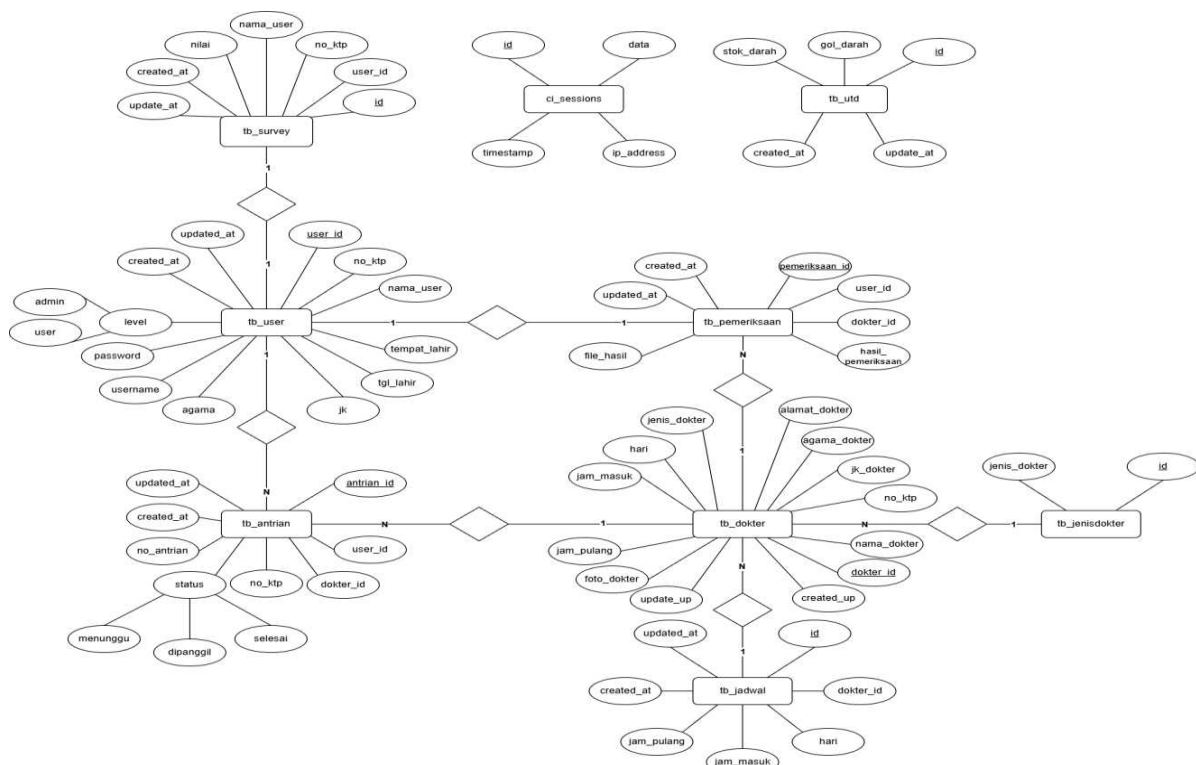 nama_user
nilai
no_ktp
created_at
user_id
update_at
id
tb_survey
1
1
id
data
ci_sessions
timestamp
ip_address
stok_darah
gol_darah
id
tb_utd
created_at
update_at
updated_at
user_id
created_at
no_ktp
nama_user
admin
user
level
tb_user
1
password
tempat_lahir
username
tgl_lahir
agama
jk
1
N
created_at
pemeriksaan_id
updated_at
user_id
1
tb_pemeriksaan
dokter_id
file_hasil
hasil_
pemeriksaan
N
1
updated_at
antrian_id
created_at
tb_antrian
N
no_antrian
user_id
status
no_ktp
dokter_id
menunggu
dipanggil
selesai
jenis_dokter
alamat_dokter
hari
agama_dokter
jam_masuk
jk_dokter
no_ktp
1
tb_dokter
N
jam_pulang
nama_dokter
foto_dokter
dokter_id
update_up
created_up
N
1
jenis_dokter
id
1
tb_jenisdokter
updated_at
id
created_at
tb_jadwal
dokter_id
jam_pulang
hari
jam_masuk